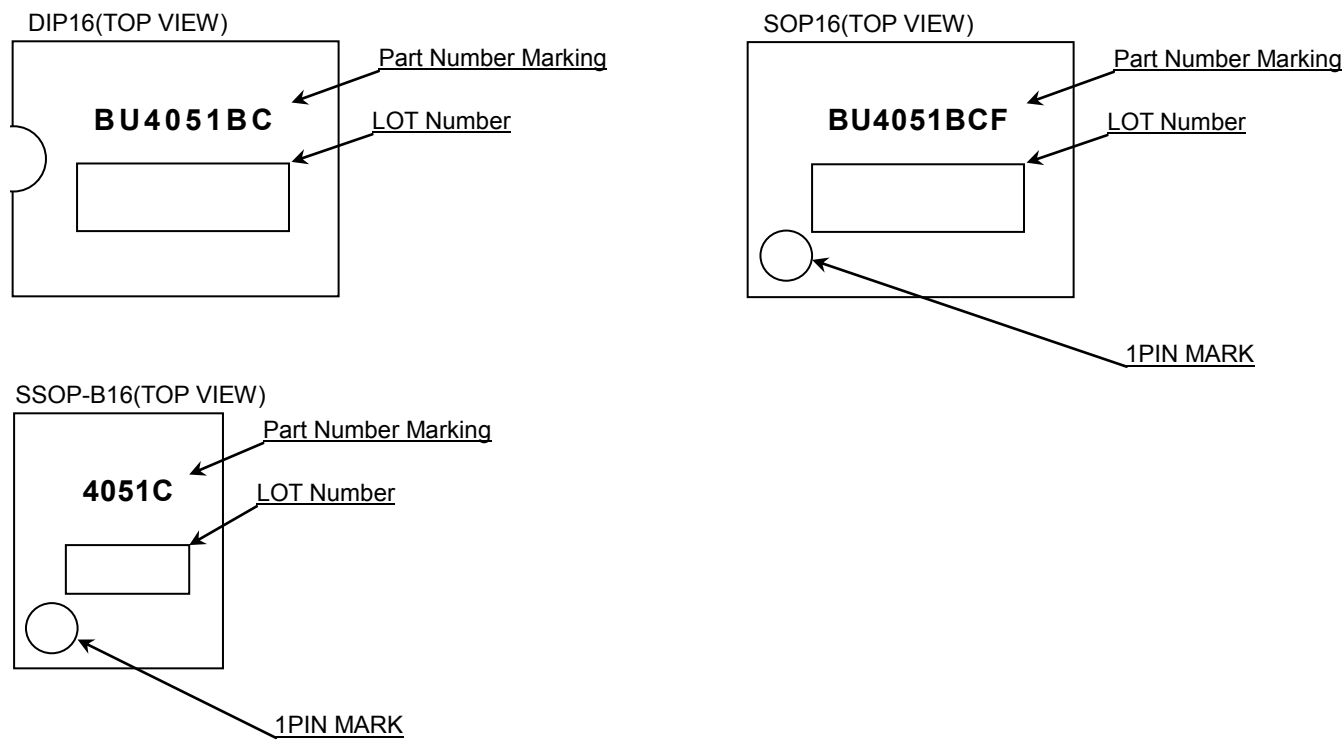 DIP16(TOP VIEW)
Part Number Marking
BU4051BC
LOT Number
SOP16(TOP VIEW)
Part Number Marking
BU4051BCF
LOT Number
1PIN MARK
SSOP-B16(TOP VIEW)
Part Number Marking
4051C
LOT Number
1PIN MARK